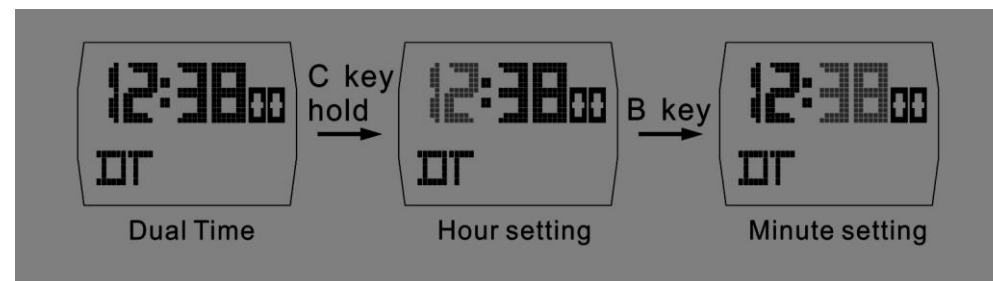 12:38 00
DT
Dual Time
C key
hold
12:38 00
DT
Hour setting
B key
12:38 00
DT
Minute setting